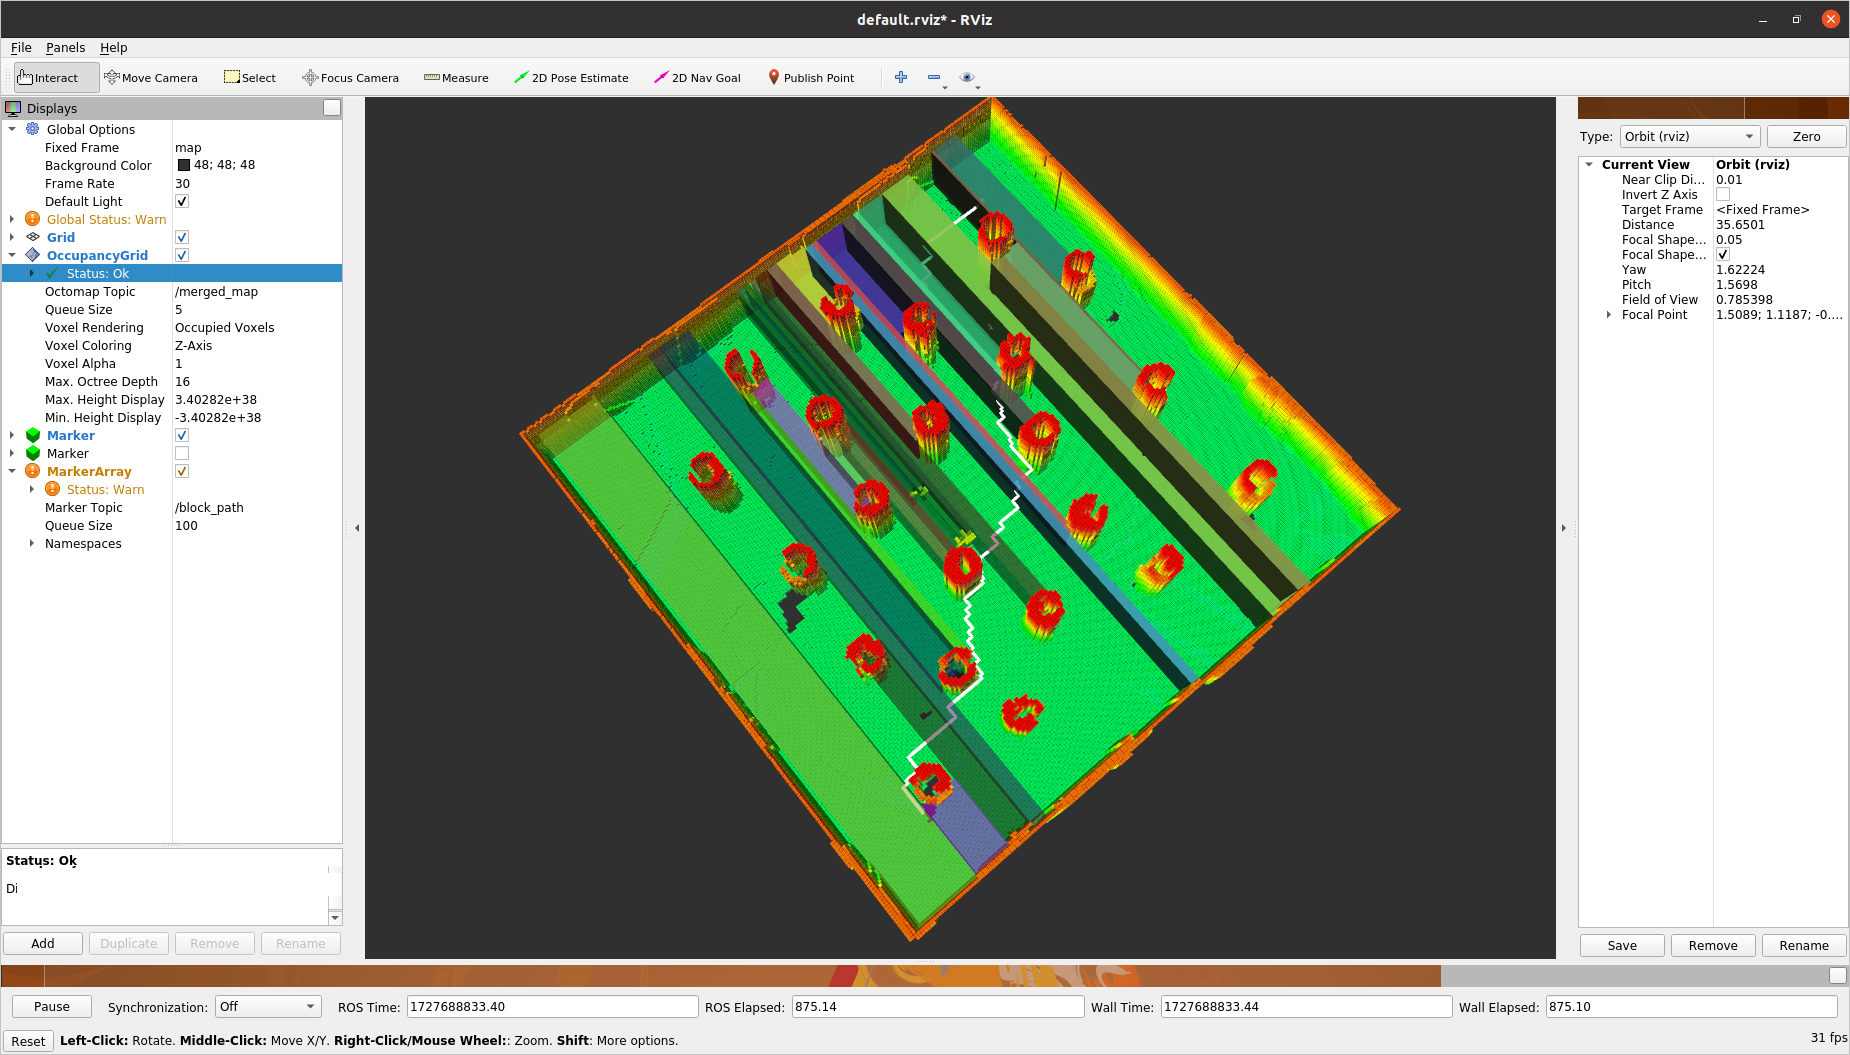 default.rviz* - RViz
File Panels Help
Interact Move Camera Select Focus Camera Measure 2D Pose Estimate 2D Nav Goal Publish Point
Displays
Global Options
Fixed Frame map
Background Color 48; 48; 48
Frame Rate 30
Default Light
Global Status: Warn
Grid
OccupancyGrid
Status: Ok
Octomap Topic /merged_map
Queue Size 5
Voxel Rendering Occupied Voxels
Voxel Coloring Z-Axis
Voxel Alpha 1
Max. Octree Depth 16
Max. Height Display 3.40282e+38
Min. Height Display -3.40282e+38
Marker
Marker
MarkerArray
Status: Warn
Marker Topic /block_path
Queue Size 100
Namespaces
Status: Ok
Di
Add Duplicate Remove Rename
Type: Orbit (rviz) Zero
Current View Orbit (rviz)
Near Clip Di... 0.01
Invert Z Axis
Target Frame <Fixed Frame>
Distance 35.6501
Focal Shape... 0.05
Focal Shape...
Yaw 1.62224
Pitch 1.5698
Field of View 0.785398
Focal Point 1.5089; 1.1187; -0....
Save Remove Rename
Pause Synchronization: Off ROS Time: 1727688833.40 ROS Elapsed: 875.14 Wall Time: 1727688833.44 Wall Elapsed: 875.10
Reset Left-Click: Rotate. Middle-Click: Move X/Y. Right-Click/Mouse Wheel:: Zoom. Shift: More options. 31 fps